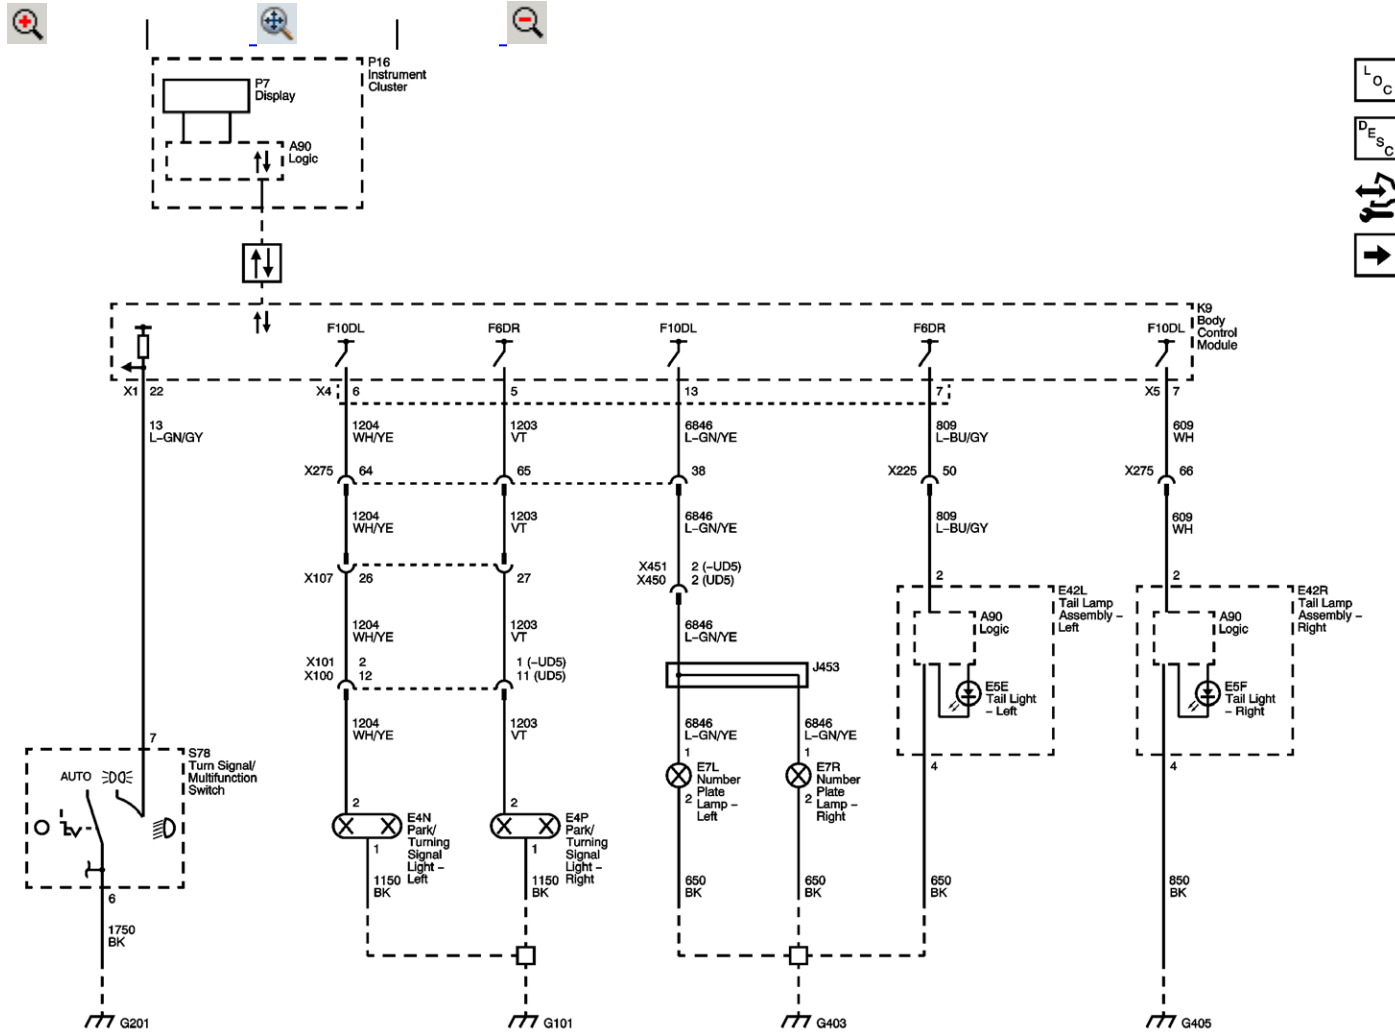 P16
Instrument
Cluster
P7
Display
A90
Logic
L
O
C
D
E
S
C
K9
Body
Control
Module
F10DL
F6DR
F10DL
F6DR
F10DL
X1 22
X4 6
5
13
7
X5 7
13
L-GN/GY
1204
WH/YE
1203
VT
6846
L-GN/YE
809
L-BU/GY
609
WH
X275 64
65
38
X225 50
X275 66
1204
WH/YE
1203
VT
6846
L-GN/YE
809
L-BU/GY
609
WH
X107 26
27
X451 2 (-UD5)
X450 2 (UD5)
2
E42L
Tail Lamp
Assembly –
Left
2
E42R
Tail Lamp
Assembly –
Right
A90
Logic
A90
Logic
1204
WH/YE
1203
VT
6846
L-GN/YE
X101 2
X100 12
1 (-UD5)
11 (UD5)
J453
E5E
Tail Light
– Left
E5F
Tail Light
– Right
1204
WH/YE
1203
VT
6846
L-GN/YE
6846
L-GN/YE
7
S78
Turn Signal/
Multifunction
Switch
AUTO
1
E7L
Number
Plate
Lamp –
Left
2
1
E7R
Number
Plate
Lamp –
Right
2
4
4
2
E4N
Park/
Turning
Signal
Light –
Left
1
2
E4P
Park/
Turning
Signal
Light –
Right
1
1150
BK
1150
BK
650
BK
650
BK
650
BK
850
BK
6
1750
BK
G201
G101
G403
G405